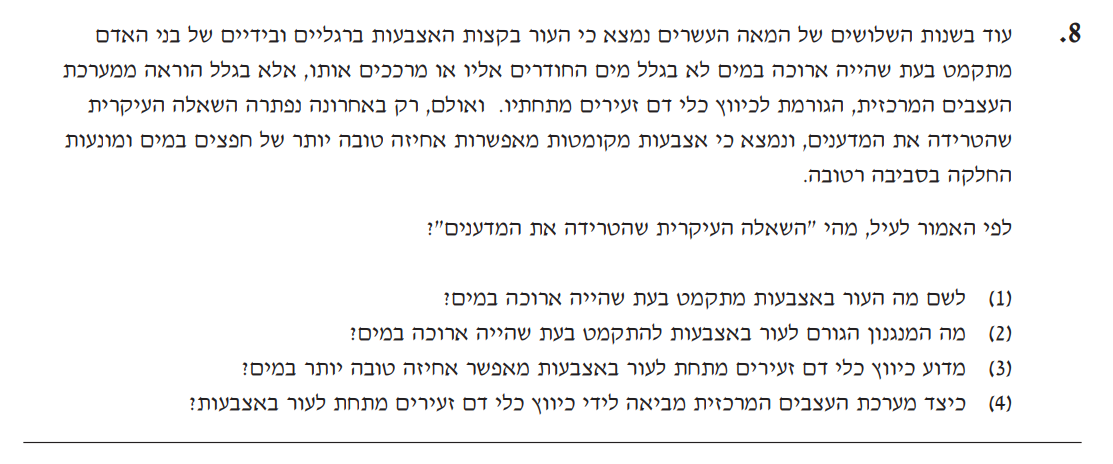 8. עוד בשנות השלושים של המאה העשרים נמצא כי העור בקצות האצבעות ברגליים ובידיים של בני האדם
מתקמט בעת שהייה ארוכה במים לא בגלל מים החודרים אליו או מרככים אותו, אלא בגלל הוראה ממערכת
העצבים המרכזית, הגורמת לכיווץ כלי דם זעירים מתחתיו. ואולם, רק באחרונה נפתרה השאלה העיקרית
שהטרידה את המדענים, ונמצא כי אצבעות מקומטות מאפשרות אחיזה טובה יותר של חפצים במים ומונעות
החלקה בסביבה רטובה.
לפי האמור לעיל, מהי "השאלה העיקרית שהטרידה את המדענים"?
(1) לשם מה העור באצבעות מתקמט בעת שהייה ארוכה במים?
(2) מה המנגנון הגורם לעור באצבעות להתקמט בעת שהייה ארוכה במים?
(3) מדוע כיווץ כלי דם זעירים מתחת לעור באצבעות מאפשר אחיזה טובה יותר במים?
(4) כיצד מערכת העצבים המרכזית מביאה לידי כיווץ כלי דם זעירים מתחת לעור באצבעות?